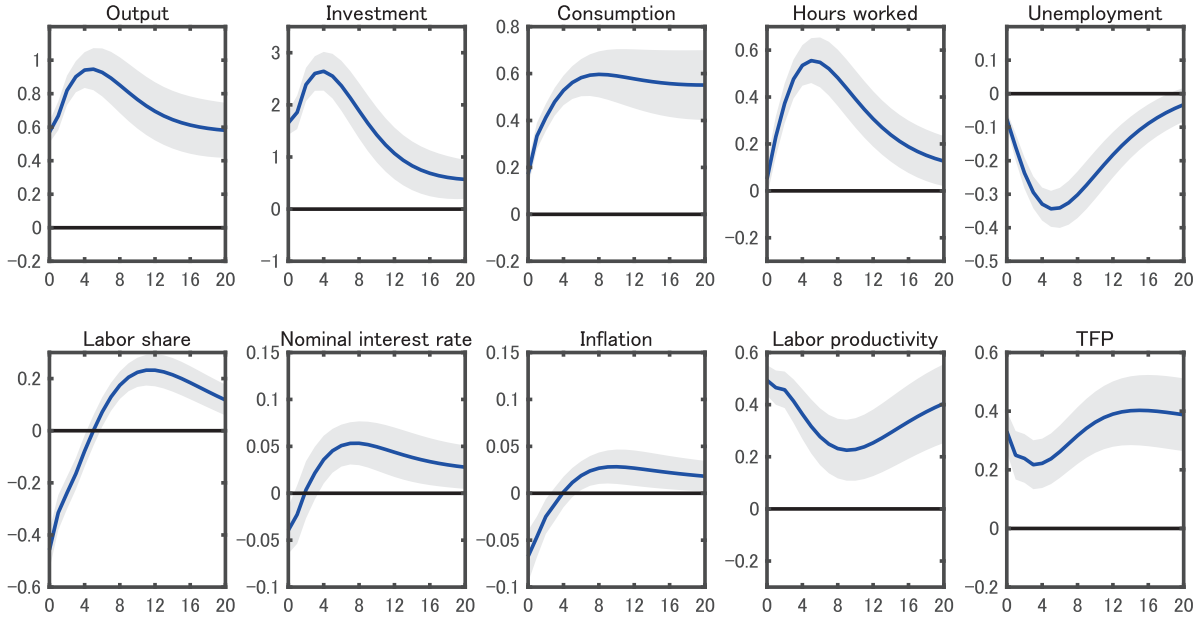 Output Investment Consumption Hours worked Unemployment
1 3 0.8 0.6 0.1
0.8 2 0.6 0.4 0
0.6 1 0.4 0.2 −0.1
0.4 0 0.2 0 −0.2
0.2 −1 0 −0.2 −0.3
0 −0.2 −0.4
−0.2 −0.5
0 4 8 12 16 20 0 4 8 12 16 20 0 4 8 12 16 20 0 4 8 12 16 20 0 4 8 12 16 20
Labor share Nominal interest rate Inflation Labor productivity TFP
0.2 0.15 0.15 0.6 0.6
0 0.1 0.1 0.4 0.4
−0.2 0.05 0.05 0.2 0.2
−0.4 0 0 0 0
−0.6 −0.05 −0.05 −0.2 −0.2
−0.1 −0.1
0 4 8 12 16 20 0 4 8 12 16 20 0 4 8 12 16 20 0 4 8 12 16 20 0 4 8 12 16 20